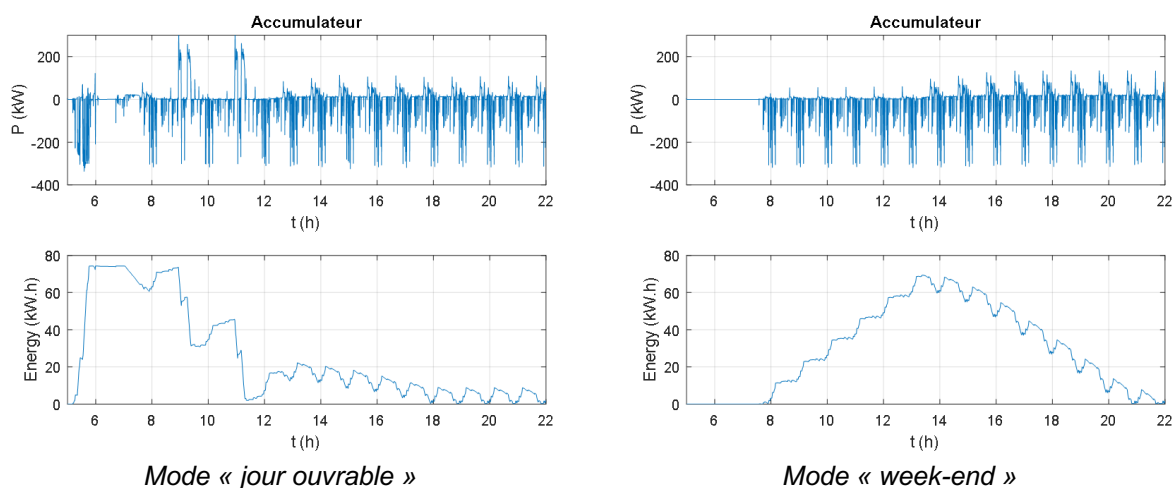 Accumulateur
P (kW)
200
0
-200
-400
6 8 10 12 14 16 18 20 22
t (h)
Energy (kW.h)
80
60
40
20
0
6 8 10 12 14 16 18 20 22
t (h)
Mode « jour ouvrable »
Accumulateur
P (kW)
200
0
-200
-400
6 8 10 12 14 16 18 20 22
t (h)
Energy (kW.h)
80
60
40
20
0
6 8 10 12 14 16 18 20 22
t (h)
Mode « week-end »